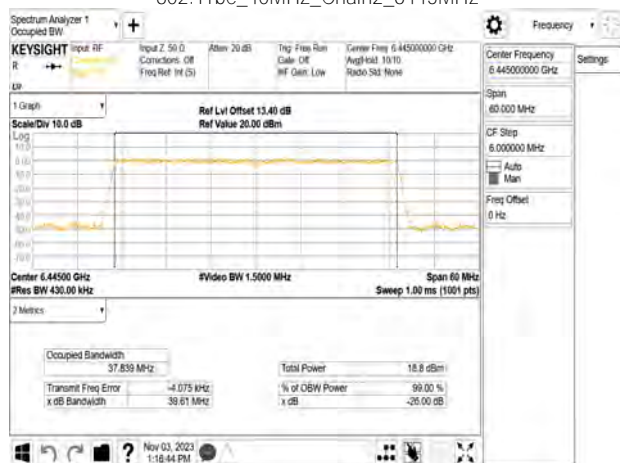 Spectrum Analyzer 1
Occupied BW
KEYSIGHT Input: RF
R
Input Z: 50 Ω
Corrections: Off
Freq Ref: Int (S)
Atten: 20 dB
Trig: Free Run
Gate: Off
#IF Gain: Low
Center Freq: 6.445000000 GHz
Avg|Hold: 10/10
Radio Std: None
1 Graph
Scale/Div 10.0 dB
Ref Lvl Offset 13.40 dB
Ref Value 20.00 dBm
Log
Center 6.44500 GHz
#Res BW 430.00 kHz
#Video BW 1.5000 MHz
Span 60 MHz
Sweep 1.00 ms (1001 pts)
2 Metrics
Occupied Bandwidth
37.839 MHz
Transmit Freq Error -4.075 kHz
x dB Bandwidth 39.61 MHz
Total Power 18.8 dBm
% of OBW Power 99.00 %
x dB -26.00 dB
Nov 03, 2023
1:16:44 PM
Frequency
Center Frequency
6.445000000 GHz
Settings
Span
60.000 MHz
CF Step
6.000000 MHz
Auto
Man
Freq Offset
0 Hz